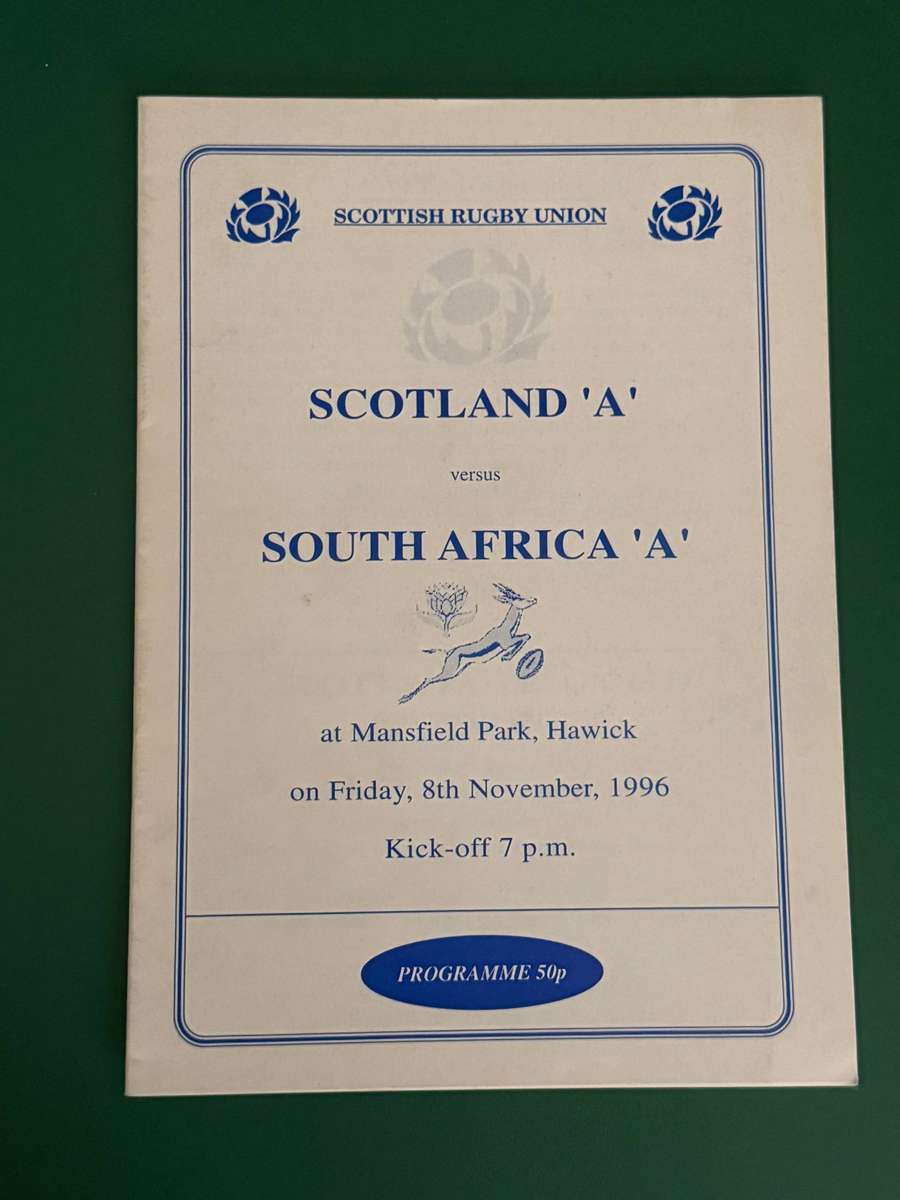 SCOTTISH RUGBY UNION
SCOTLAND 'A'
versus
SOUTH AFRICA 'A'
at Mansfield Park, Hawick
on Friday, 8th November, 1996
Kick-off 7 p.m.
PROGRAMME 50p